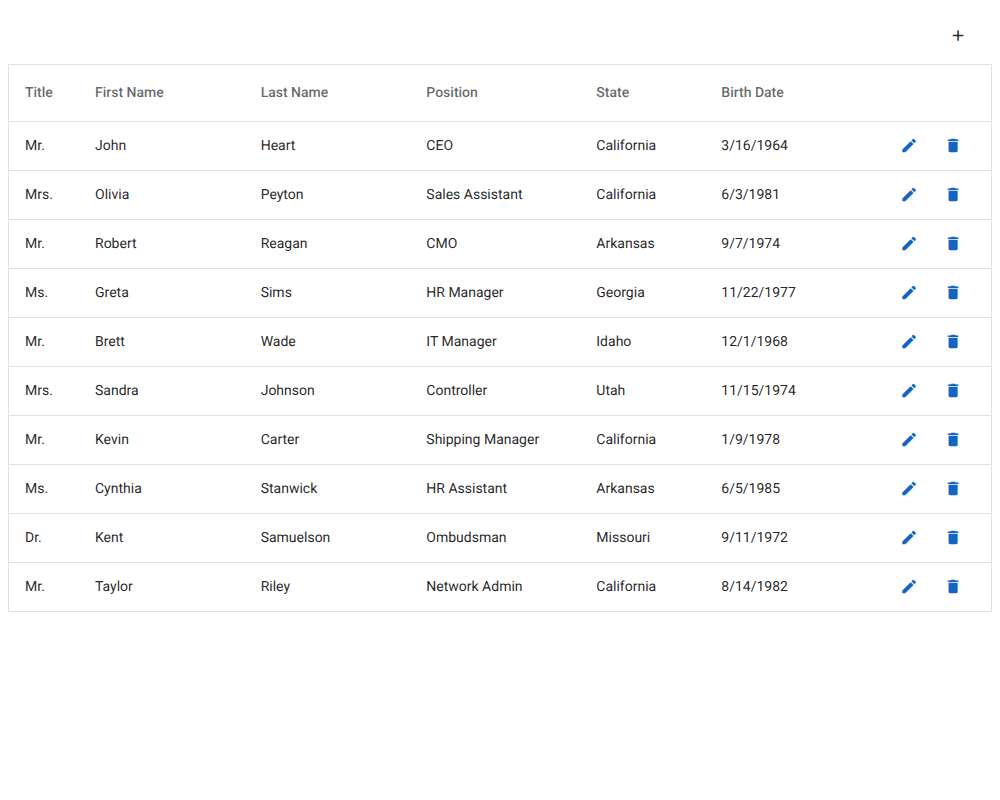 +
Title First Name Last Name Position State Birth Date
Mr. John Heart CEO California 3/16/1964
Mrs. Olivia Peyton Sales Assistant California 6/3/1981
Mr. Robert Reagan CMO Arkansas 9/7/1974
Ms. Greta Sims HR Manager Georgia 11/22/1977
Mr. Brett Wade IT Manager Idaho 12/1/1968
Mrs. Sandra Johnson Controller Utah 11/15/1974
Mr. Kevin Carter Shipping Manager California 1/9/1978
Ms. Cynthia Stanwick HR Assistant Arkansas 6/5/1985
Dr. Kent Samuelson Ombudsman Missouri 9/11/1972
Mr. Taylor Riley Network Admin California 8/14/1982